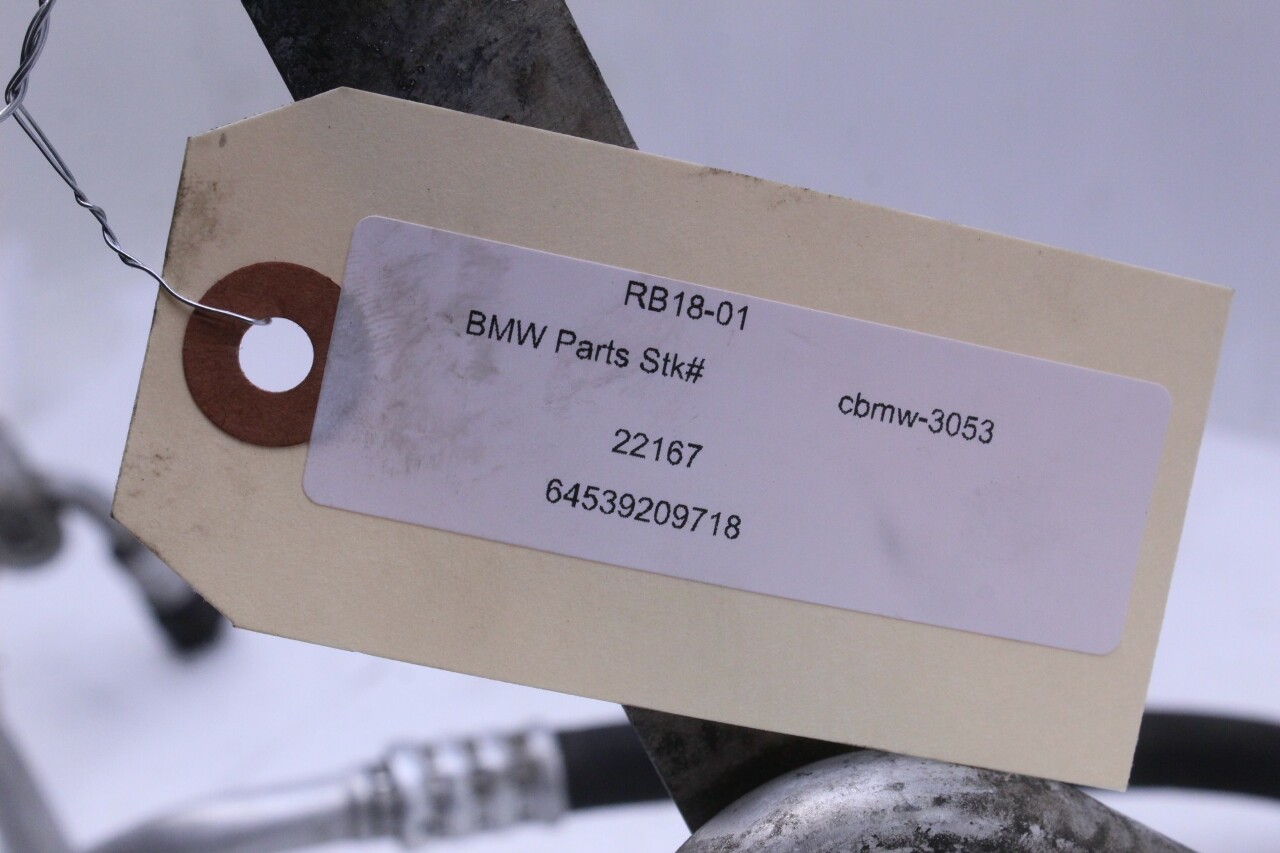 RB18-01
BMW Parts Stk#
cbmw-3053
22167
64539209718